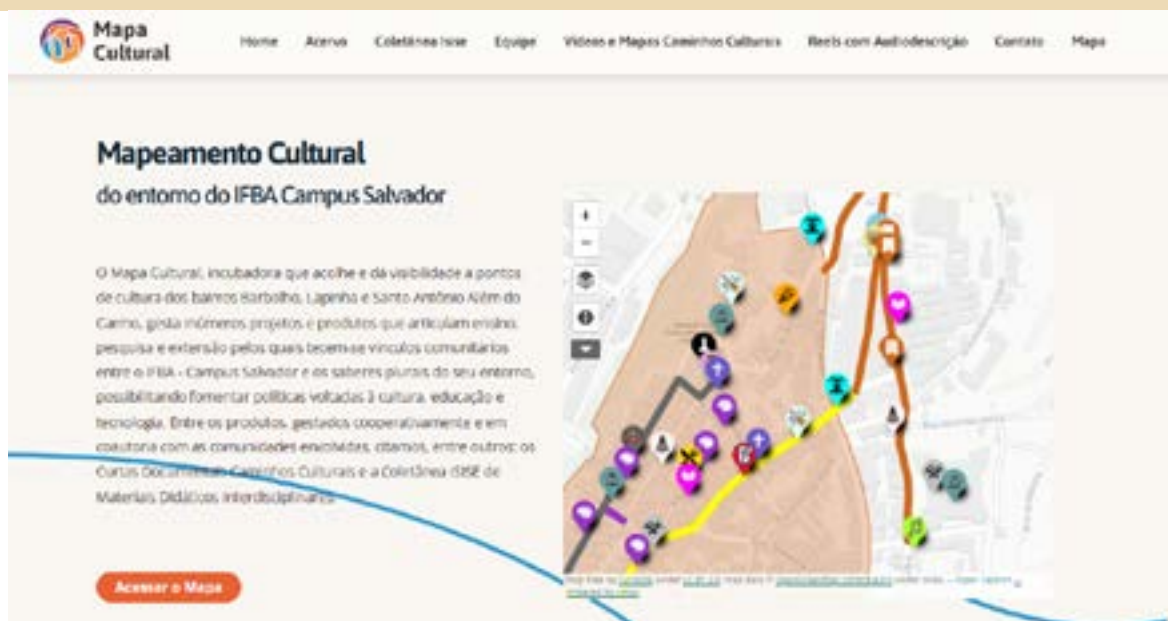 Mapa
Cultural
Home Acervo Coletânea Isise Equipe Vídeos e Mapas Caminhos Culturais Reels com Audiodescrição Contato Mapa
Mapeamento Cultural
do entorno do IFBA Campus Salvador
O Mapa Cultural, incubadora que acolhe e dá visibilidade a pontos
de cultura dos bairros Barbalho, Lapinha e Santo Antônio Além do
Carmo, gesta inúmeros projetos e produtos que articulam ensino,
pesquisa e extensão pelos quais tecem-se vínculos comunitários
entre o IFBA - Campus Salvador e os saberes plurais do seu entorno,
possibilitando fomentar políticas voltadas à cultura, educação e
tecnologia. Entre os produtos, gestados cooperativamente e em
coautoria com as comunidades envolvidas, citamos, entre outros: os
Curtas Documentais Caminhos Culturais e a Coletânea ISISE de
Materiais Didáticos Interdisciplinares.
+
−
Acessar o Mapa